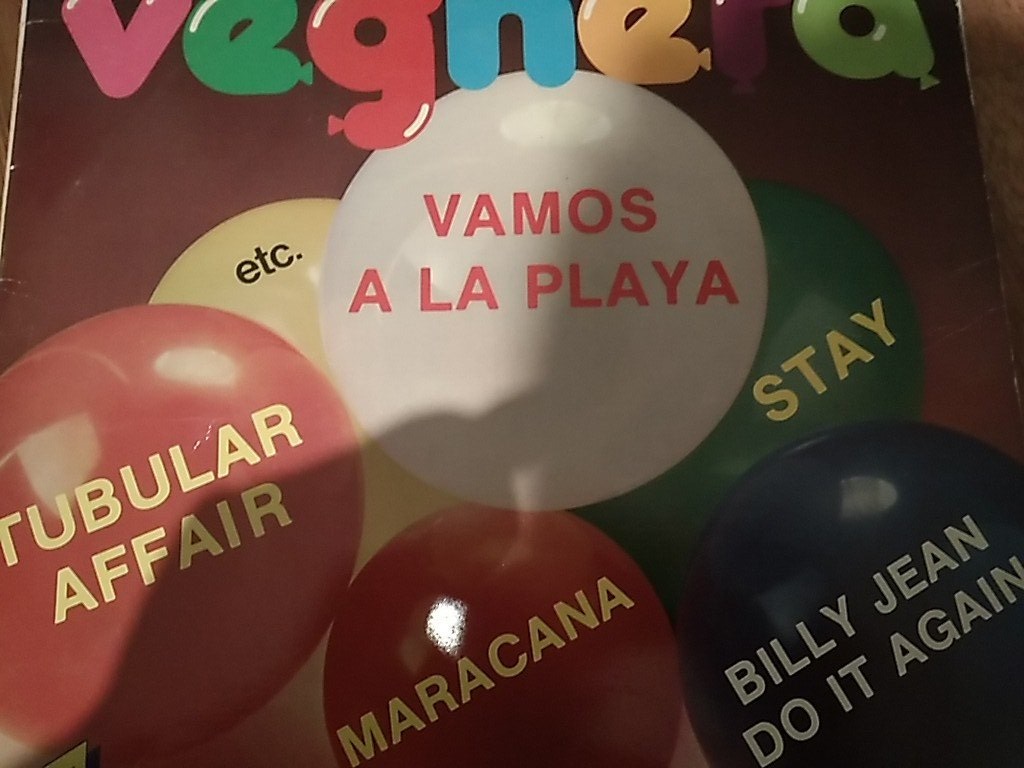 vegnera
VAMOS
A LA PLAYA
etc.
STAY
TUBULAR
AFFAIR
MARACANA
BILLY JEAN
DO IT AGAIN